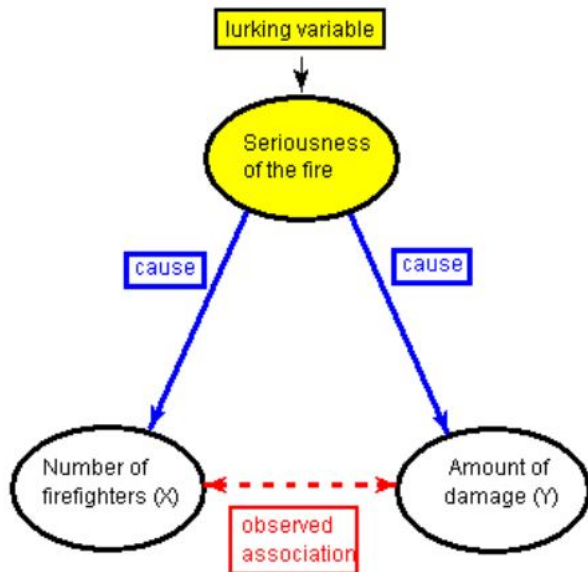 lurking variable
Seriousness
of the fire
cause
cause
Number of
firefighters (X)
Amount of
damage (Y)
observed
association